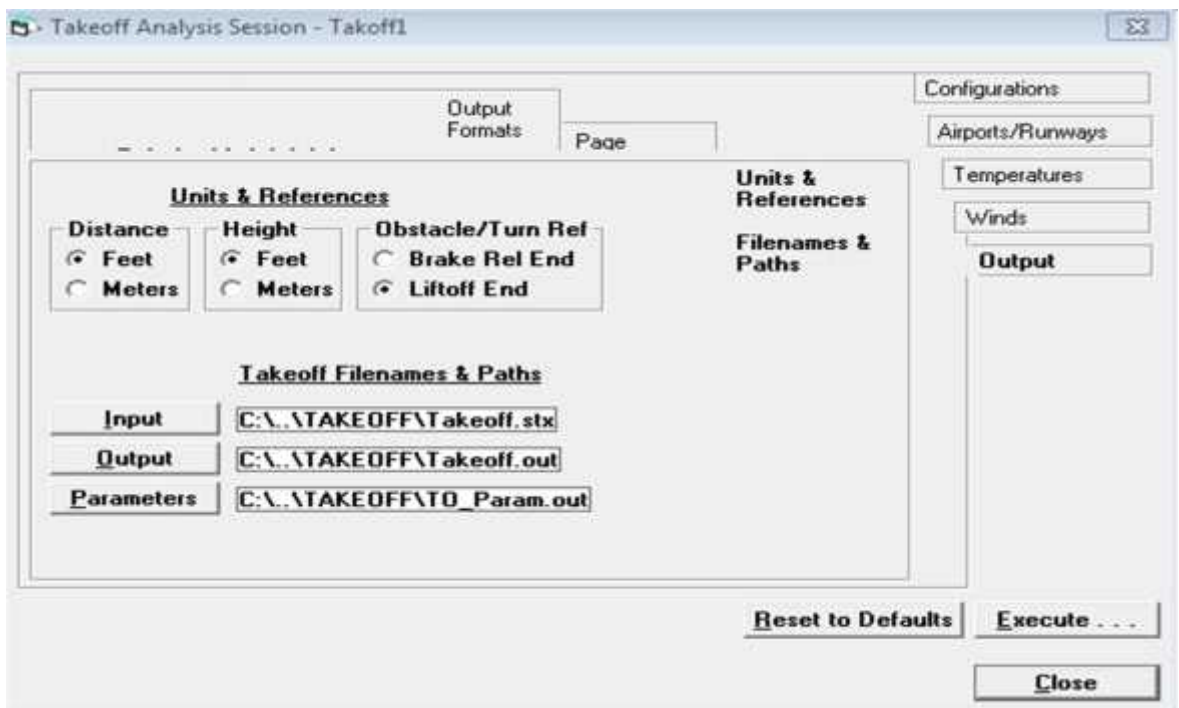 Takeoff Analysis Session - Takoff1
Configurations
Airports/Runways
Temperatures
Winds
Output
Output
Formats
Page
Units &
References
Filenames &
Paths
Units & References
Distance
Feet
Meters
Height
Feet
Meters
Obstacle/Turn Ref
Brake Rel End
Liftoff End
Takeoff Filenames & Paths
Input C:\..\TAKEOFF\Takeoff.stx
Output C:\..\TAKEOFF\Takeoff.out
Parameters C:\..\TAKEOFF\TO_Param.out
Reset to Defaults
Execute . . .
Close